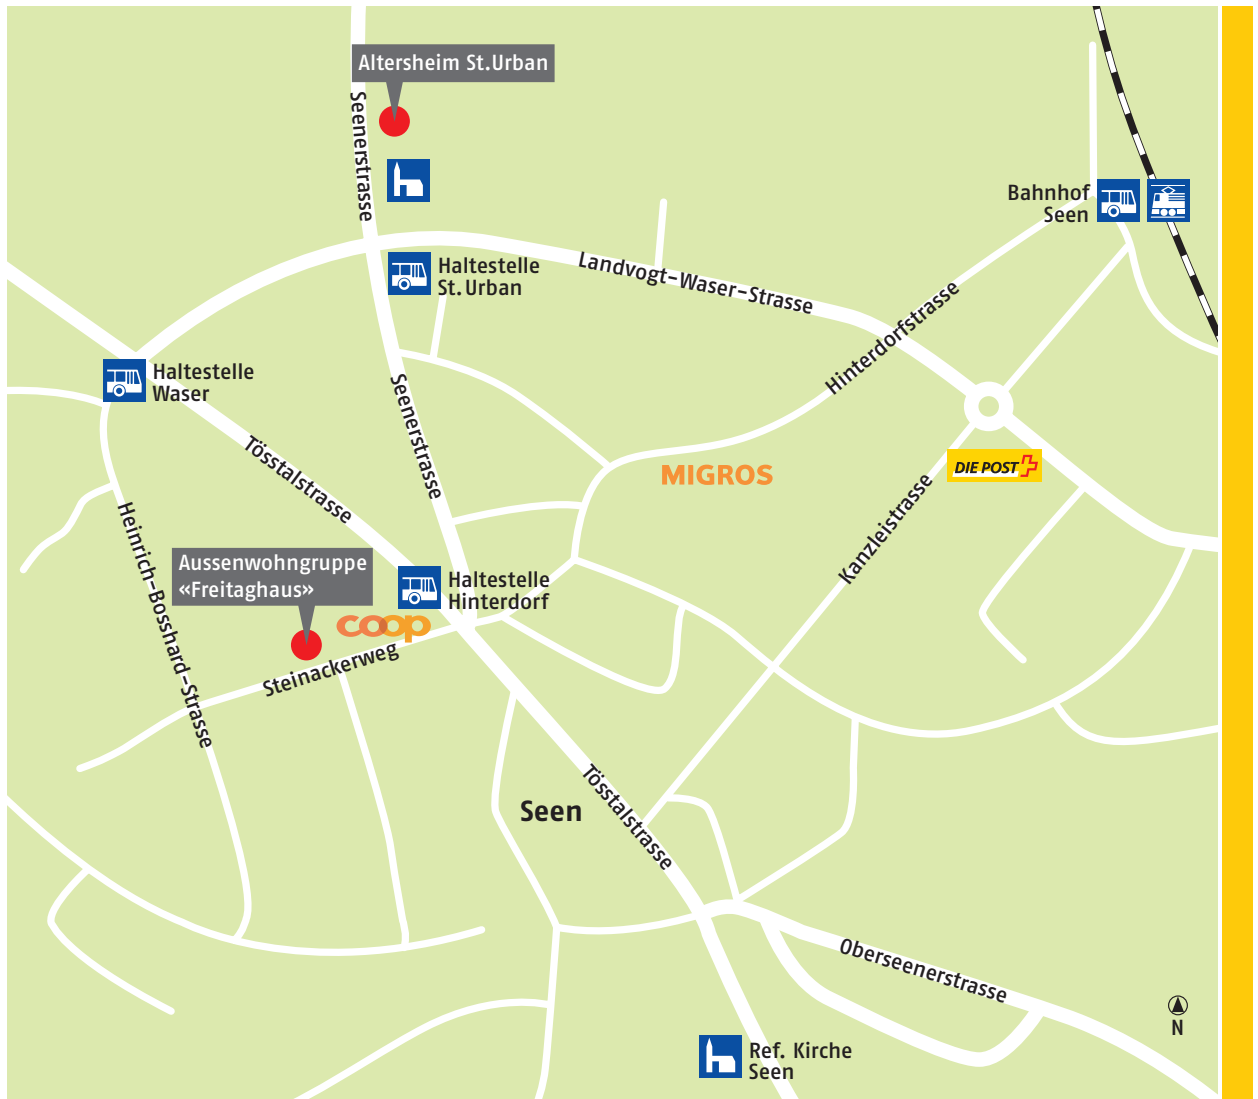 Altersheim St.Urban
Seenerstrasse
Bahnhof
Seen
Haltestelle
St.Urban
Landvogt-Waser-Strasse
Hinterdorfstrasse
Haltestelle
Waser
Seenerstrasse
Tösstalstrasse
MIGROS
DIE POST
Kanzleistrasse
Heinrich-Bosshard-Strasse
Aussenwohngruppe
«Freitaghaus»
Haltestelle
Hinterdorf
coop
Steinackerweg
Seen
Tösstalstrasse
Oberseenerstrasse
N
Ref. Kirche
Seen